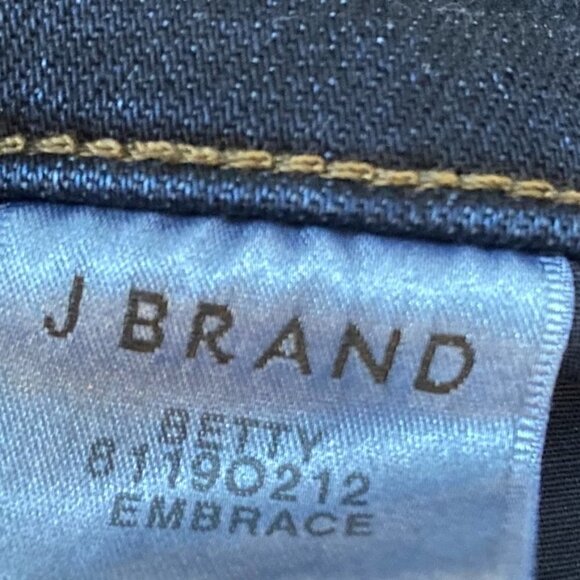 J BRAND
BETTY
8119O212
EMBRACE